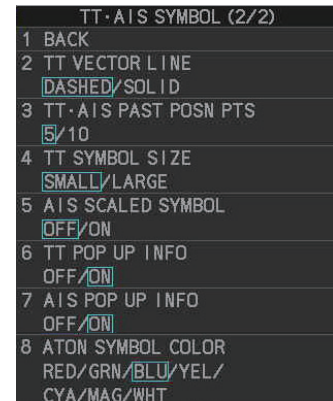 TT·AIS SYMBOL (2/2)
1 BACK
2 TT VECTOR LINE
DASHED/SOLID
3 TT·AIS PAST POSN PTS
5/10
4 TT SYMBOL SIZE
SMALL/LARGE
5 AIS SCALED SYMBOL
OFF/ON
6 TT POP UP INFO
OFF/ON
7 AIS POP UP INFO
OFF/ON
8 ATON SYMBOL COLOR
RED/GRN/BLU/YEL/
CYA/MAG/WHT